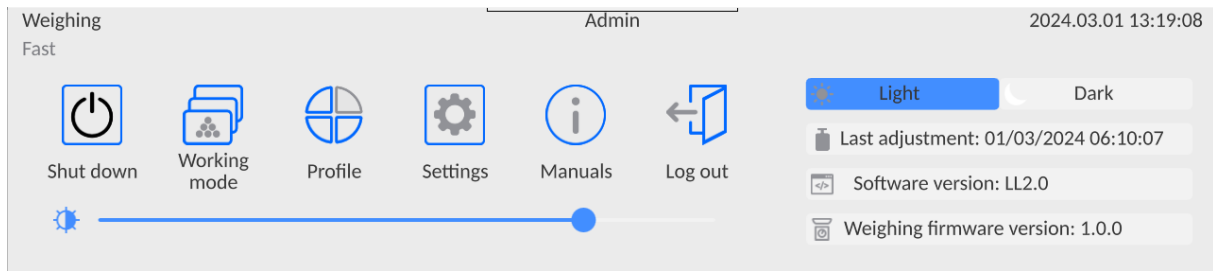 Weighing
Admin
2024.03.01 13:19:08
Fast
Shut down
Working
mode
Profile
Settings
Manuals
Log out
Light
Dark
Last adjustment: 01/03/2024 06:10:07
</>
Software version: LL2.0
Weighing firmware version: 1.0.0